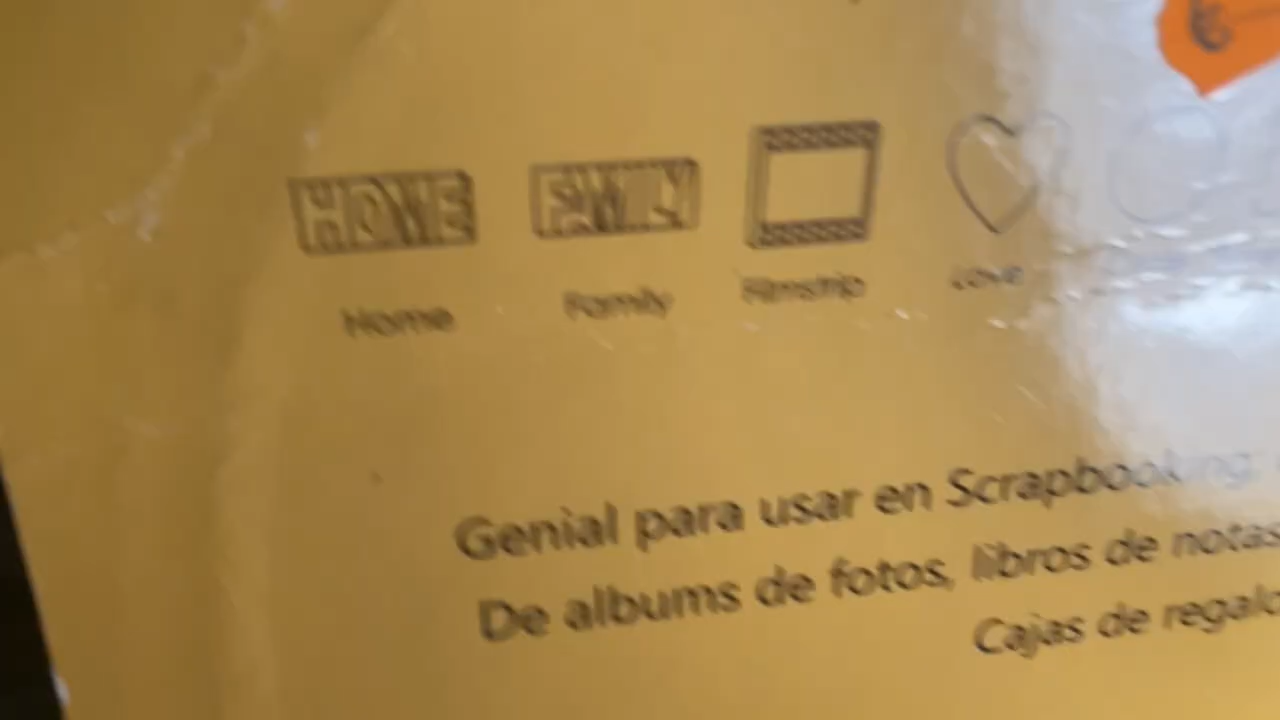 HOME FAMILY
Home Family Filmstrip Love
Genial para usar en Scrapbooking
De albums de fotos, libros de notas
Cajas de regalo